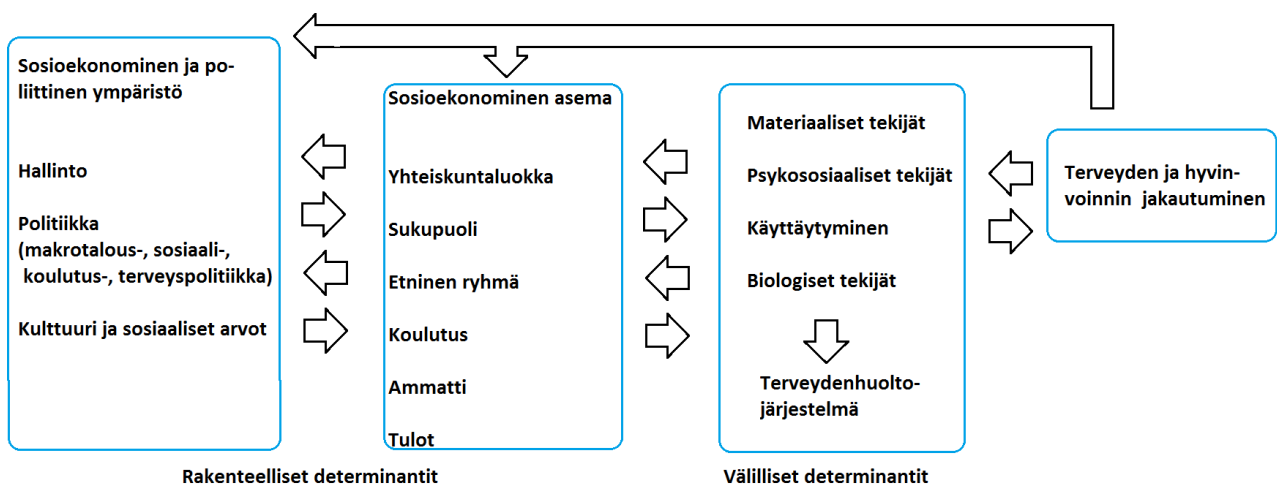 Sosioekonominen ja po-
liittinen ympäristö
Hallinto
Politiikka
(makrotalous-, sosiaali-,
koulutus-, terveyspolitiikka)
Kulttuuri ja sosiaaliset arvot
Sosioekonominen asema
Yhteiskuntaluokka
Sukupuoli
Etninen ryhmä
Koulutus
Ammatti
Tulot
Materiaaliset tekijät
Psykososiaaliset tekijät
Käyttäytyminen
Biologiset tekijät
Terveydenhuolto-
järjestelmä
Terveyden ja hyvin-
voinnin jakautuminen
Rakenteelliset determinantit
Välilliset determinantit